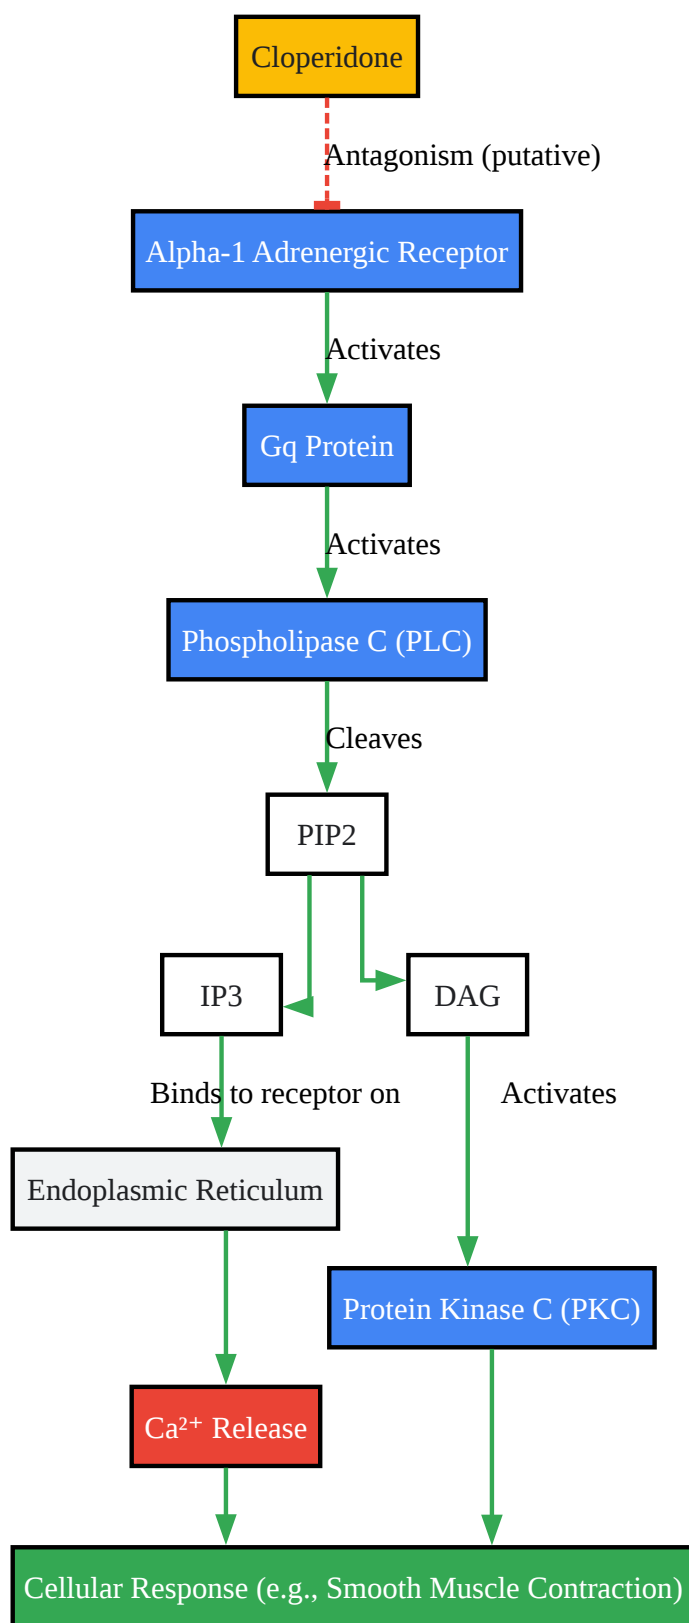 Cloperidone
Antagonism (putative)
Alpha-1 Adrenergic Receptor
Activates
Gq Protein
Activates
Phospholipase C (PLC)
Cleaves
PIP2
IP3
DAG
Binds to receptor on
Activates
Endoplasmic Reticulum
Protein Kinase C (PKC)
Ca²⁺ Release
Cellular Response (e.g., Smooth Muscle Contraction)